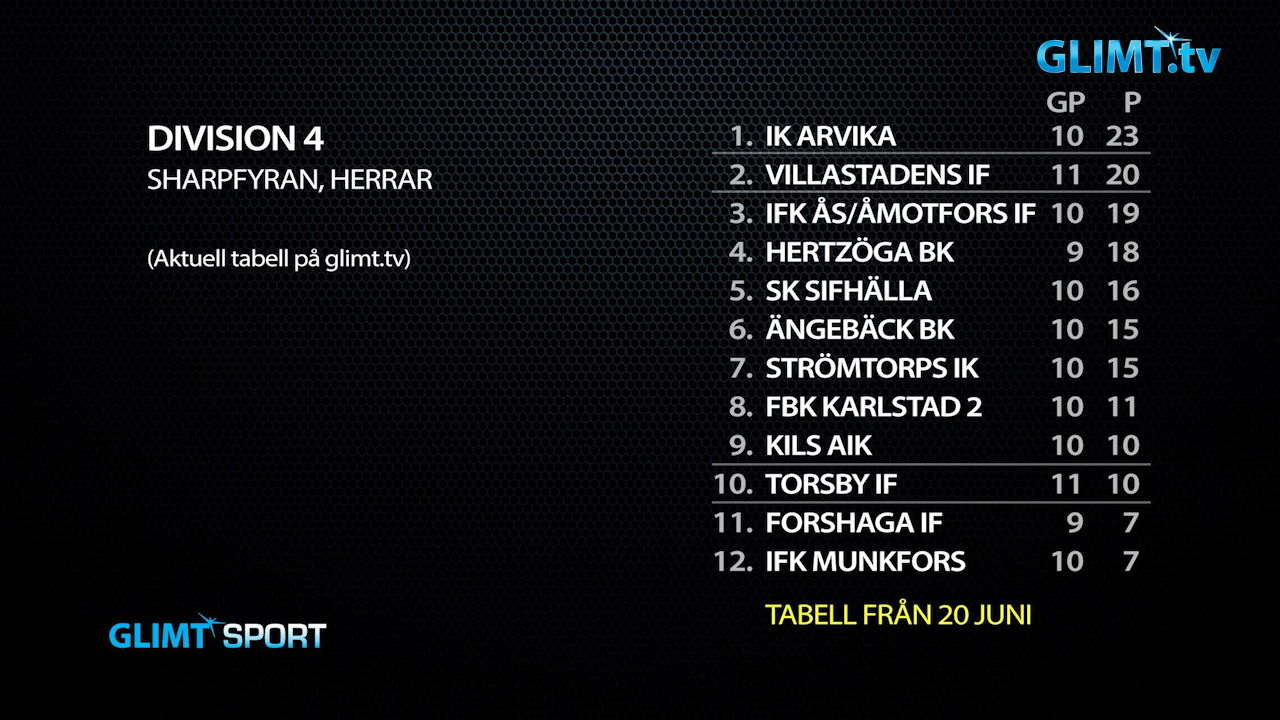 GLIMT.tv
DIVISION 4
SHARPFYRAN, HERRAR
(Aktuell tabell på glimt.tv)
GP P
1. IK ARVIKA 10 23
2. VILLASTADENS IF 11 20
3. IFK ÅS/ÅMOTFORS IF 10 19
4. HERTZÖGA BK 9 18
5. SK SIFHÄLLA 10 16
6. ÄNGEBÄCK BK 10 15
7. STRÖMTORPS IK 10 15
8. FBK KARLSTAD 2 10 11
9. KILS AIK 10 10
10. TORSBY IF 11 10
11. FORSHAGA IF 9 7
12. IFK MUNKFORS 10 7
TABELL FRÅN 20 JUNI
GLIMT SPORT